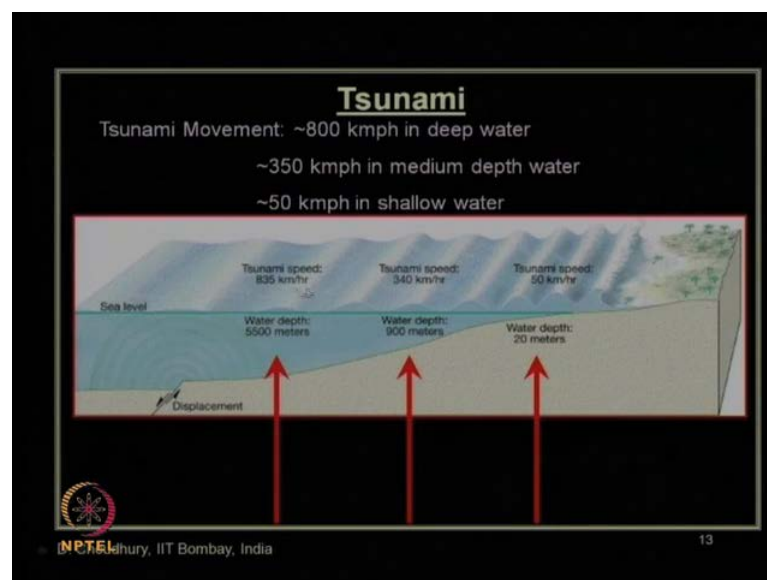 Tsunami
Tsunami Movement: ~800 kmph in deep water
~350 kmph in medium depth water
~50 kmph in shallow water
Tsunami speed: 835 km/hr
Tsunami speed: 340 km/hr
Tsunami speed: 50 km/hr
Sea level
Water depth: 5500 meters
Water depth: 900 meters
Water depth: 20 meters
Displacement
NPTEL
D. Choudhury, IIT Bombay, India
13